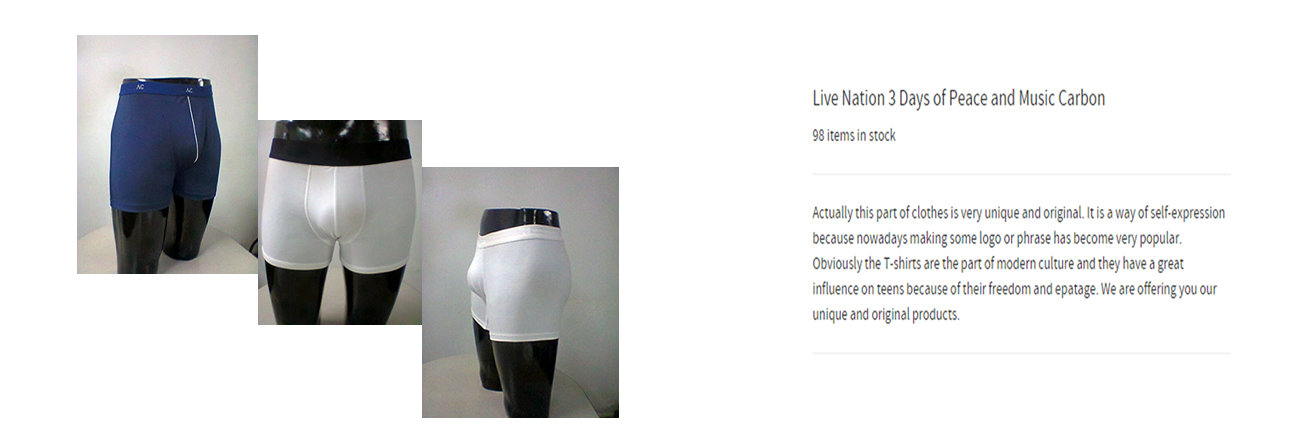 AC AC
Live Nation 3 Days of Peace and Music Carbon
98 items in stock
Actually this part of clothes is very unique and original. It is a way of self-expression
because nowadays making some logo or phrase has become very popular.
Obviously the T-shirts are the part of modern culture and they have a great
influence on teens because of their freedom and epatage. We are offering you our
unique and original products.